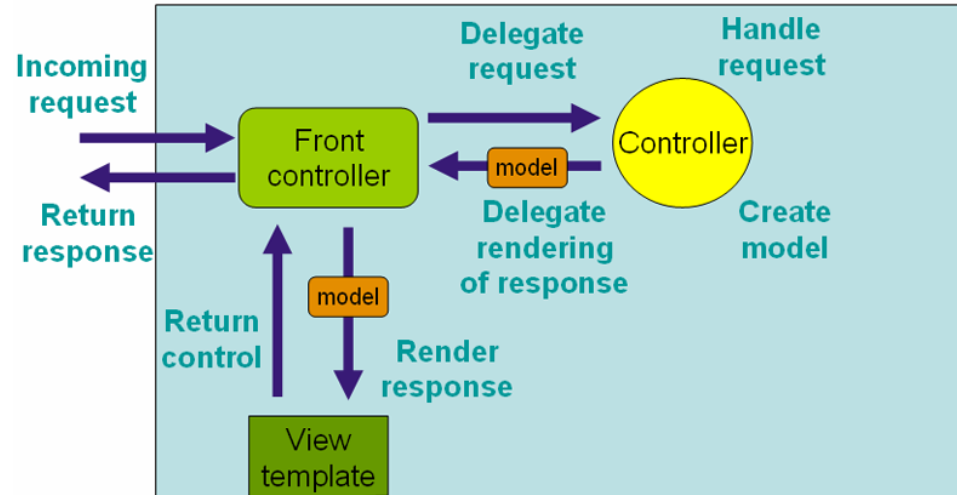 Incoming
request
Return
response
Front
controller
Delegate
request
Handle
request
Controller
model
Delegate
rendering
of response
Create
model
model
Return
control
Render
response
View
template